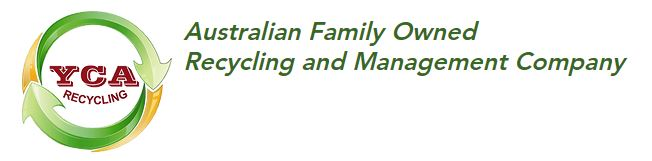 YCA
RECYCLING
Australian Family Owned
Recycling and Management Company